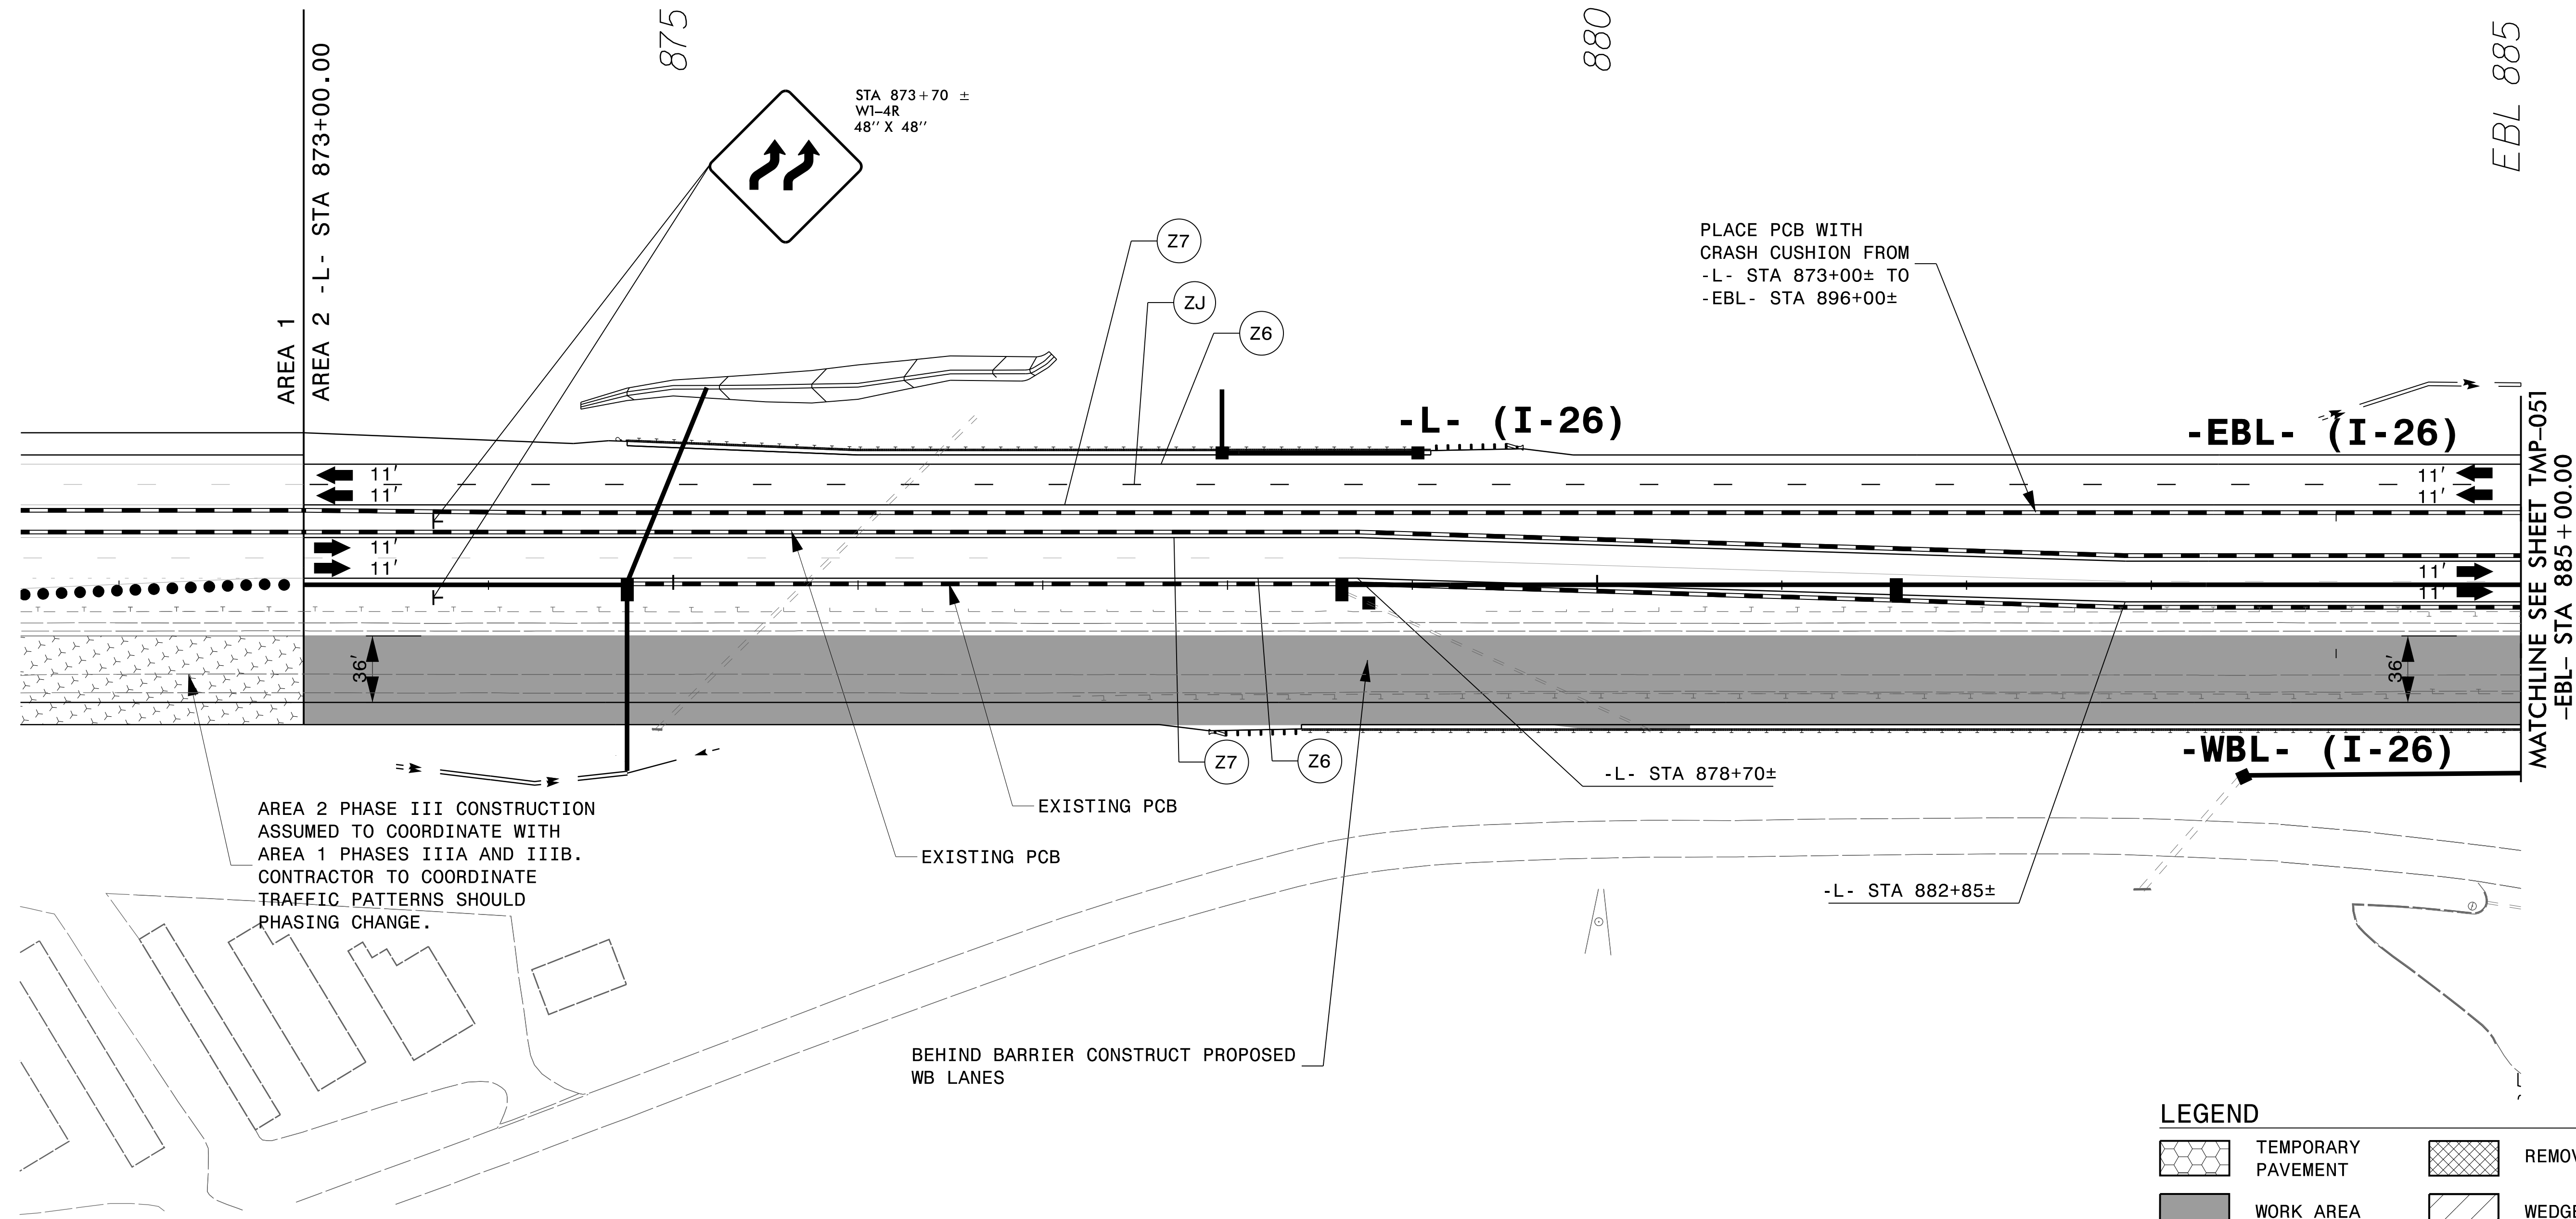 875
880
EBL 885
AREA 1
AREA 2 -L- STA 873+00.00
STA 873+70 ±
W1-4R
48'' X 48''
Z7
ZJ
Z6
PLACE PCB WITH
CRASH CUSHION FROM
-L- STA 873+00± TO
-EBL- STA 896+00±
-L- (I-26)
-EBL- (I-26)
11'
11'
11'
11'
11'
11'
11'
11'
36'
36'
MATCHLINE SEE SHEET TMP-051
-EBL- STA 885+00.00
-WBL- (I-26)
Z7
Z6
-L- STA 878+70±
EXISTING PCB
EXISTING PCB
-L- STA 882+85±
AREA 2 PHASE III CONSTRUCTION
ASSUMED TO COORDINATE WITH
AREA 1 PHASES IIIA AND IIIB.
CONTRACTOR TO COORDINATE
TRAFFIC PATTERNS SHOULD
PHASING CHANGE.
BEHIND BARRIER CONSTRUCT PROPOSED
WB LANES
LEGEND
TEMPORARY
PAVEMENT
REMOV
WORK AREA
WEDGE